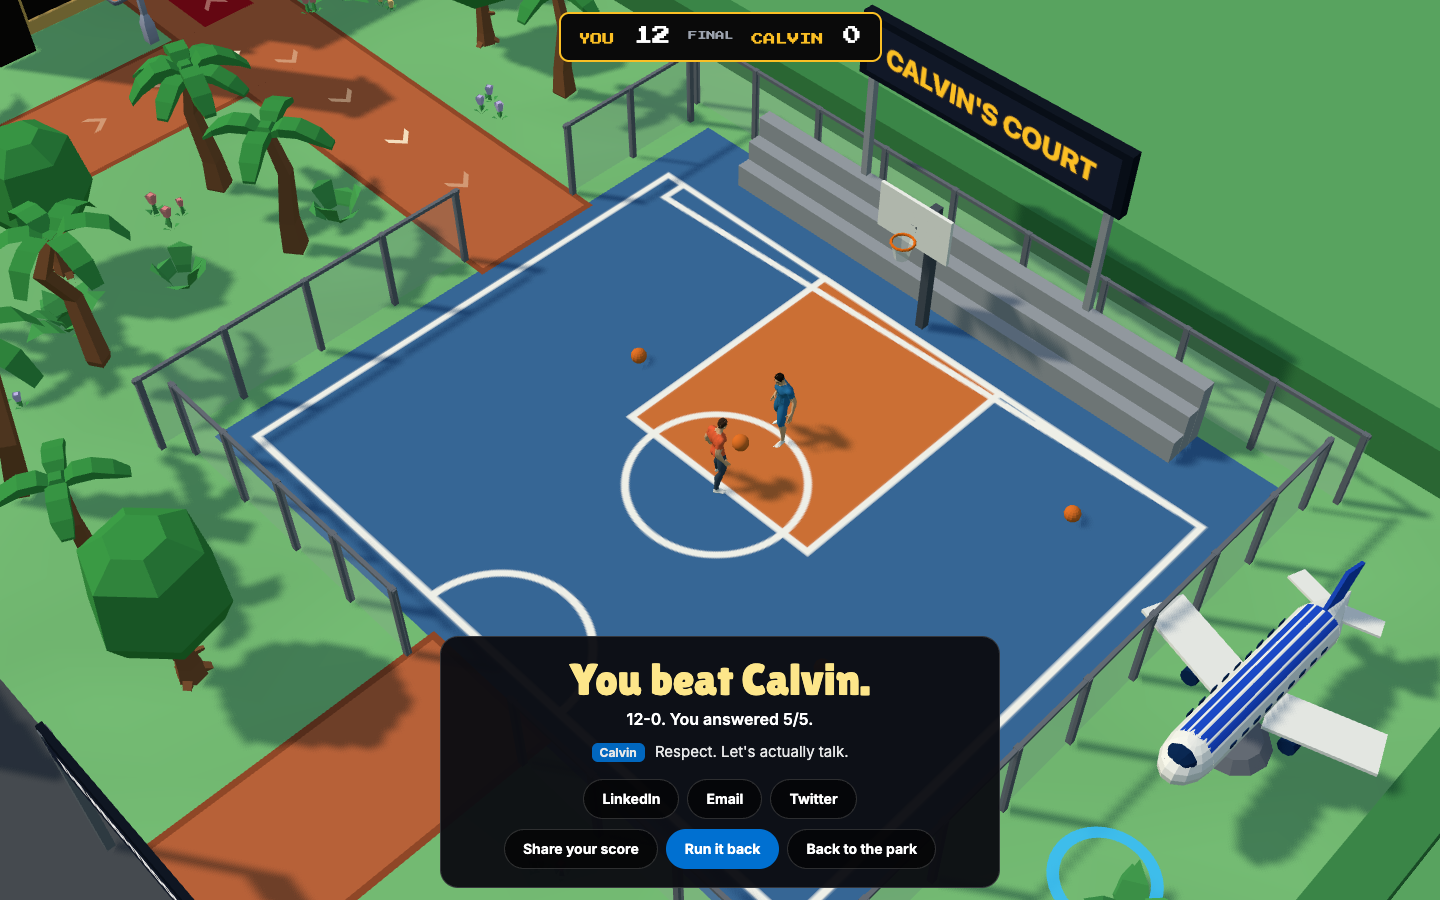 YOU 12 FINAL CALVIN 0
CALVIN'S COURT
You beat Calvin.
12-0. You answered 5/5.
Calvin Respect. Let's actually talk.
LinkedIn Email Twitter
Share your score Run it back Back to the park